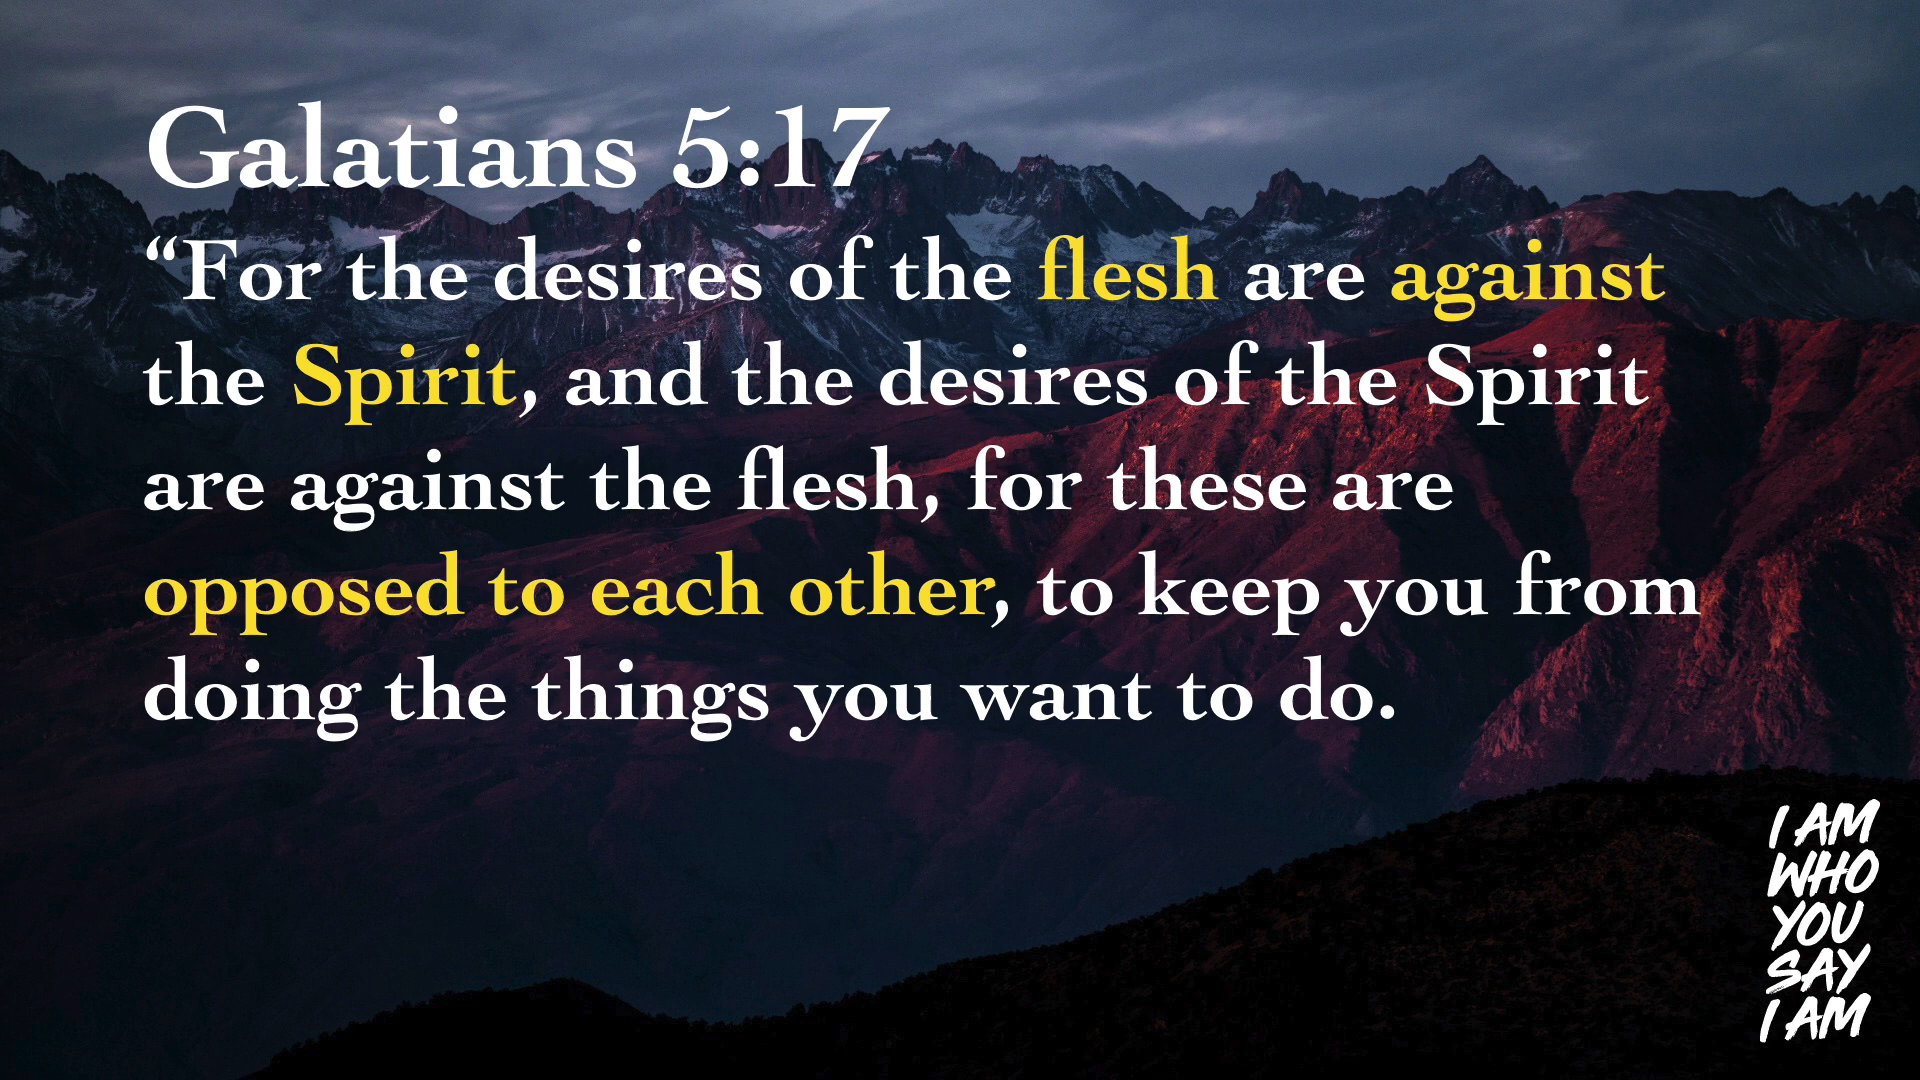 Galatians 5:17
“For the desires of the flesh are against
the Spirit, and the desires of the Spirit
are against the flesh, for these are
opposed to each other, to keep you from
doing the things you want to do.
I AM
WHO
YOU
SAY
I AM